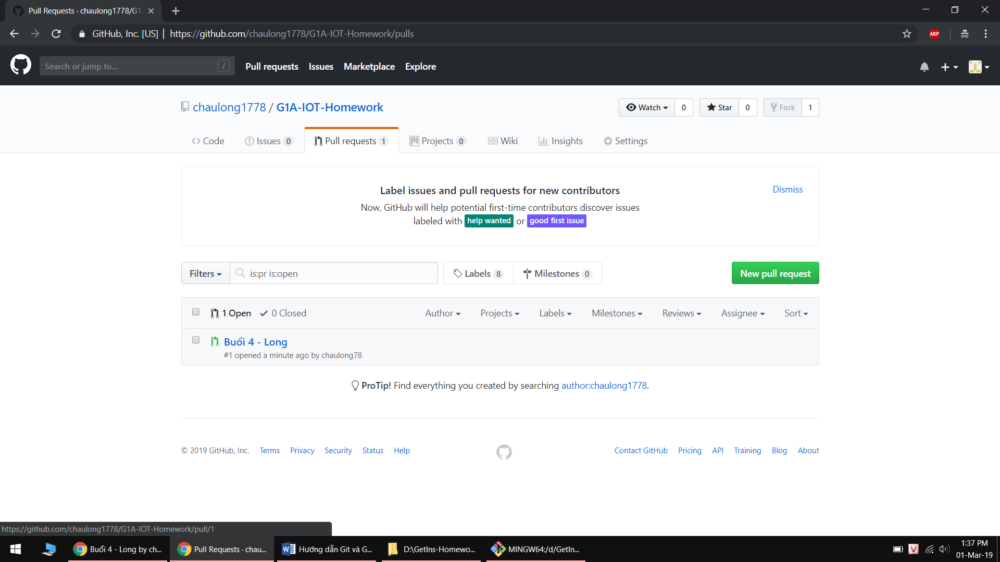 Pull Requests · chaulong1778/G1
GitHub, Inc. [US] | https://github.com/chaulong1778/G1A-IOT-Homework/pulls
ABP
Search or jump to... /
Pull requests Issues Marketplace Explore
chaulong1778 / G1A-IOT-Homework
Watch 0 Star 0 Fork 1
Code Issues 0 Pull requests 1 Projects 0 Wiki Insights Settings
Label issues and pull requests for new contributors
Dismiss
Now, GitHub will help potential first-time contributors discover issues
labeled with help wanted or good first issue
Filters is:pr is:open Labels 8 Milestones 0 New pull request
1 Open 0 Closed Author Projects Labels Milestones Reviews Assignee Sort
Buổi 4 - Long
#1 opened a minute ago by chaulong78
ProTip! Find everything you created by searching author:chaulong1778.
© 2019 GitHub, Inc. Terms Privacy Security Status Help Contact GitHub Pricing API Training Blog About
https://github.com/chaulong1778/G1A-IOT-Homework/pull/1
Buổi 4 - Long by ch... Pull Requests · chau... Hướng dẫn Git và G... D:\GetIns-Homewo... MINGW64:/d/GetIn...
V
1:37 PM
01-Mar-19